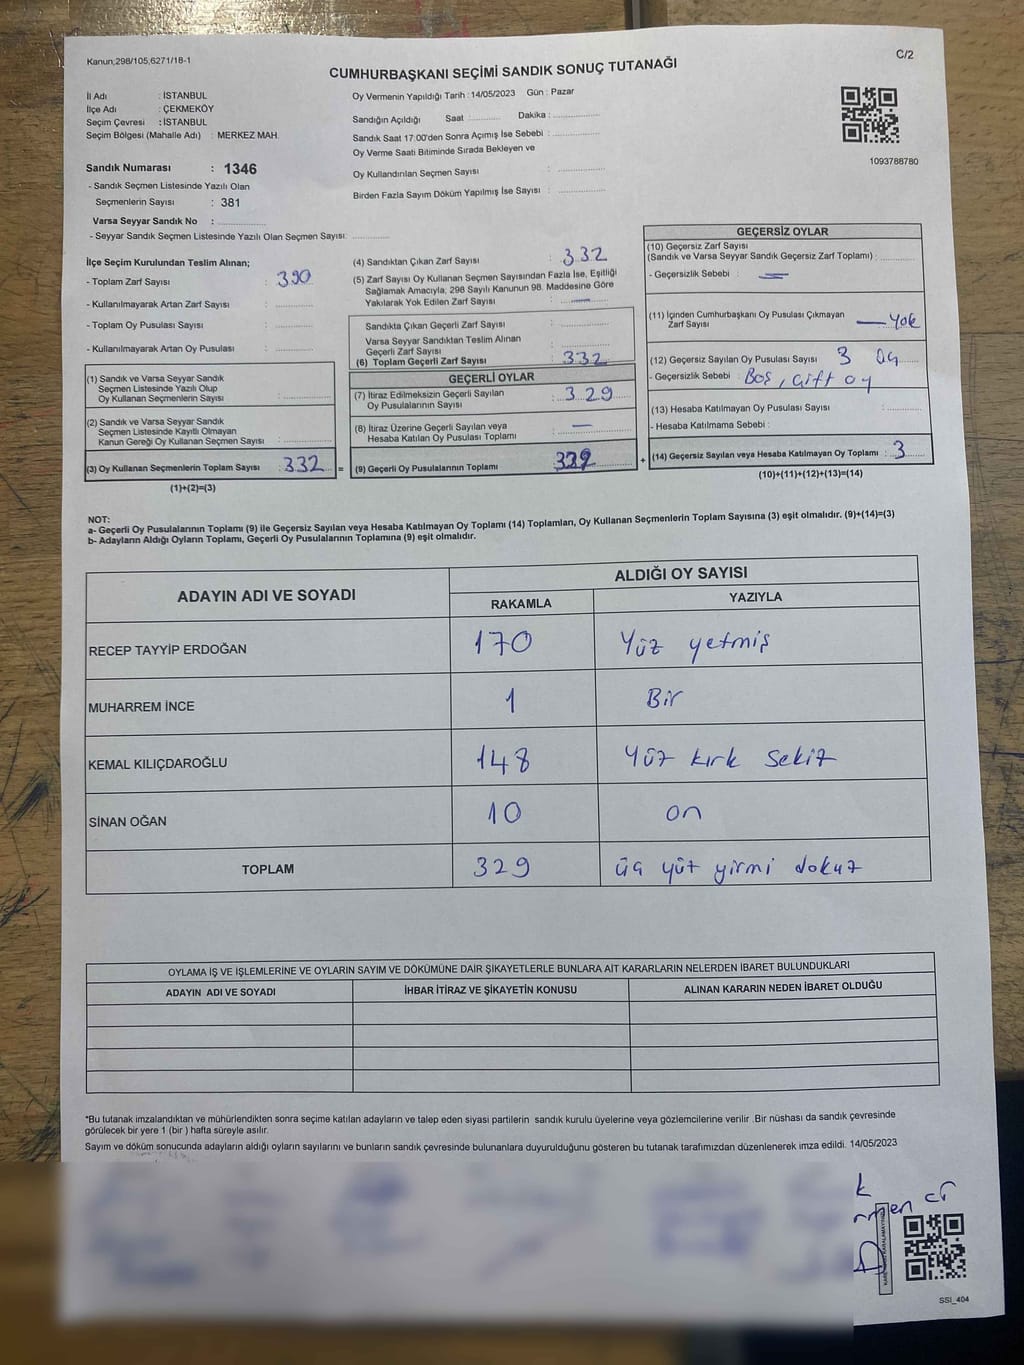 Kanun,298/105,6271/18-1
C/2
CUMHURBAŞKANI SEÇİMİ SANDIK SONUÇ TUTANAĞI
İl Adı : İSTANBUL
İlçe Adı : ÇEKMEKÖY
Seçim Çevresi : İSTANBUL
Seçim Bölgesi (Mahalle Adı) : MERKEZ MAH.
Sandık Numarası : 1346
- Sandık Seçmen Listesinde Yazılı Olan
Seçmenlerin Sayısı : 381
Varsa Seyyar Sandık No : ..............
- Seyyar Sandık Seçmen Listesinde Yazılı Olan Seçmen Sayısı: ..............
Oy Vermenin Yapıldığı Tarih : 14/05/2023 Gün : Pazar
Sandığın Açıldığı Saat ............ Dakika : ..............
Sandık Saat 17:00'den Sonra Açımış İse Sebebi : ..............
Oy Verme Saati Bitiminde Sırada Bekleyen ve
Oy Kullandırılan Seçmen Sayısı : ..............
Birden Fazla Sayım Döküm Yapılmış İse Sayısı : ..............
1093788780
İlçe Seçim Kurulundan Teslim Alınan;
- Toplam Zarf Sayısı : 390
- Kullanılmayarak Artan Zarf Sayısı : ..............
- Toplam Oy Pusulası Sayısı : ..............
- Kullanılmayarak Artan Oy Pusulası : ..............
(1) Sandık ve Varsa Seyyar Sandık
Seçmen Listesinde Yazılı Olup
Oy Kullanan Seçmenlerin Sayısı : ..............
(2) Sandık ve Varsa Seyyar Sandık
Seçmen Listesinde Kayıtlı Olmayan
Kanun Gereği Oy Kullanan Seçmen Sayısı : ..............
(3) Oy Kullanan Seçmenlerin Toplam Sayısı : 332 =
(1)+(2)=(3)
(4) Sandıktan Çıkan Zarf Sayısı : 332
(5) Zarf Sayısı Oy Kullanan Seçmen Sayısından Fazla İse, Eşitliği
Sağlamak Amacıyla; 298 Sayılı Kanunun 98. Maddesine Göre
Yakılarak Yok Edilen Zarf Sayısı : —
Sandıkta Çıkan Geçerli Zarf Sayısı : ..............
Varsa Seyyar Sandıktan Teslim Alınan
Geçerli Zarf Sayısı : ..............
(6) Toplam Geçerli Zarf Sayısı 332
GEÇERLİ OYLAR
(7) İtiraz Edilmeksizin Geçerli Sayılan
Oy Pusulalarının Sayısı : 329
(8) İtiraz Üzerine Geçerli Sayılan veya
Hesaba Katılan Oy Pusulası Toplamı : —
(9) Geçerli Oy Pusulalarının Toplamı 329 +
GEÇERSİZ OYLAR
(10) Geçersiz Zarf Sayısı
(Sandık ve Varsa Seyyar Sandık Geçersiz Zarf Toplamı) : ..............
- Geçersizlik Sebebi : —
(11) İçinden Cumhurbaşkanı Oy Pusulası Çıkmayan
Zarf Sayısı — Yok
(12) Geçersiz Sayılan Oy Pusulası Sayısı 3 üç
- Geçersizlik Sebebi : Boş, çift oy
(13) Hesaba Katılmayan Oy Pusulası Sayısı : ..............
- Hesaba Katılmama Sebebi :
(14) Geçersiz Sayılan veya Hesaba Katılmayan Oy Toplamı : 3
(10)+(11)+(12)+(13)=(14)
NOT:
a- Geçerli Oy Pusulalarının Toplamı (9) ile Geçersiz Sayılan veya Hesaba Katılmayan Oy Toplamı (14) Toplamları, Oy Kullanan Seçmenlerin Toplam Sayısına (3) eşit olmalıdır. (9)+(14)=(3)
b- Adayların Aldığı Oyların Toplamı, Geçerli Oy Pusulalarının Toplamına (9) eşit olmalıdır.
ADAYIN ADI VE SOYADI
ALDIĞI OY SAYISI
RAKAMLA YAZIYLA
RECEP TAYYİP ERDOĞAN 170 Yüz yetmiş
MUHARREM İNCE 1 Bir
KEMAL KILIÇDAROĞLU 148 Yüz kırk sekiz
SİNAN OĞAN 10 on
TOPLAM 329 üç yüz yirmi dokuz
OYLAMA İŞ VE İŞLEMLERİNE VE OYLARIN SAYIM VE DÖKÜMÜNE DAİR ŞİKAYETLERLE BUNLARA AİT KARARLARIN NELERDEN İBARET BULUNDUKLARI
ADAYIN ADI VE SOYADI İHBAR İTİRAZ VE ŞİKAYETİN KONUSU ALINAN KARARIN NEDEN İBARET OLDUĞU
*Bu tutanak imzalandıktan ve mühürlendikten sonra seçime katılan adayların ve talep eden siyasi partilerin sandık kurulu üyelerine veya gözlemcilerine verilir .Bir nüshası da sandık çevresinde
görülecek bir yere 1 (bir ) hafta süreyle asılır.
Sayım ve döküm sonucunda adayların aldığı oyların sayılarını ve bunların sandık çevresinde bulunanlara duyurulduğunu gösteren bu tutanak tarafımızdan düzenlenerek imza edildi. 14/05/2023
SSI_404